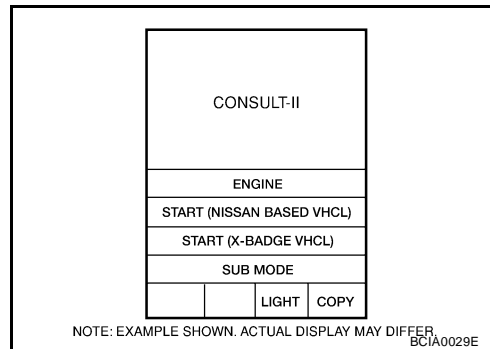 CONSULT-II
ENGINE
START (NISSAN BASED VHCL)
START (X-BADGE VHCL)
SUB MODE
LIGHT COPY
NOTE: EXAMPLE SHOWN. ACTUAL DISPLAY MAY DIFFER.
BCIA0029E